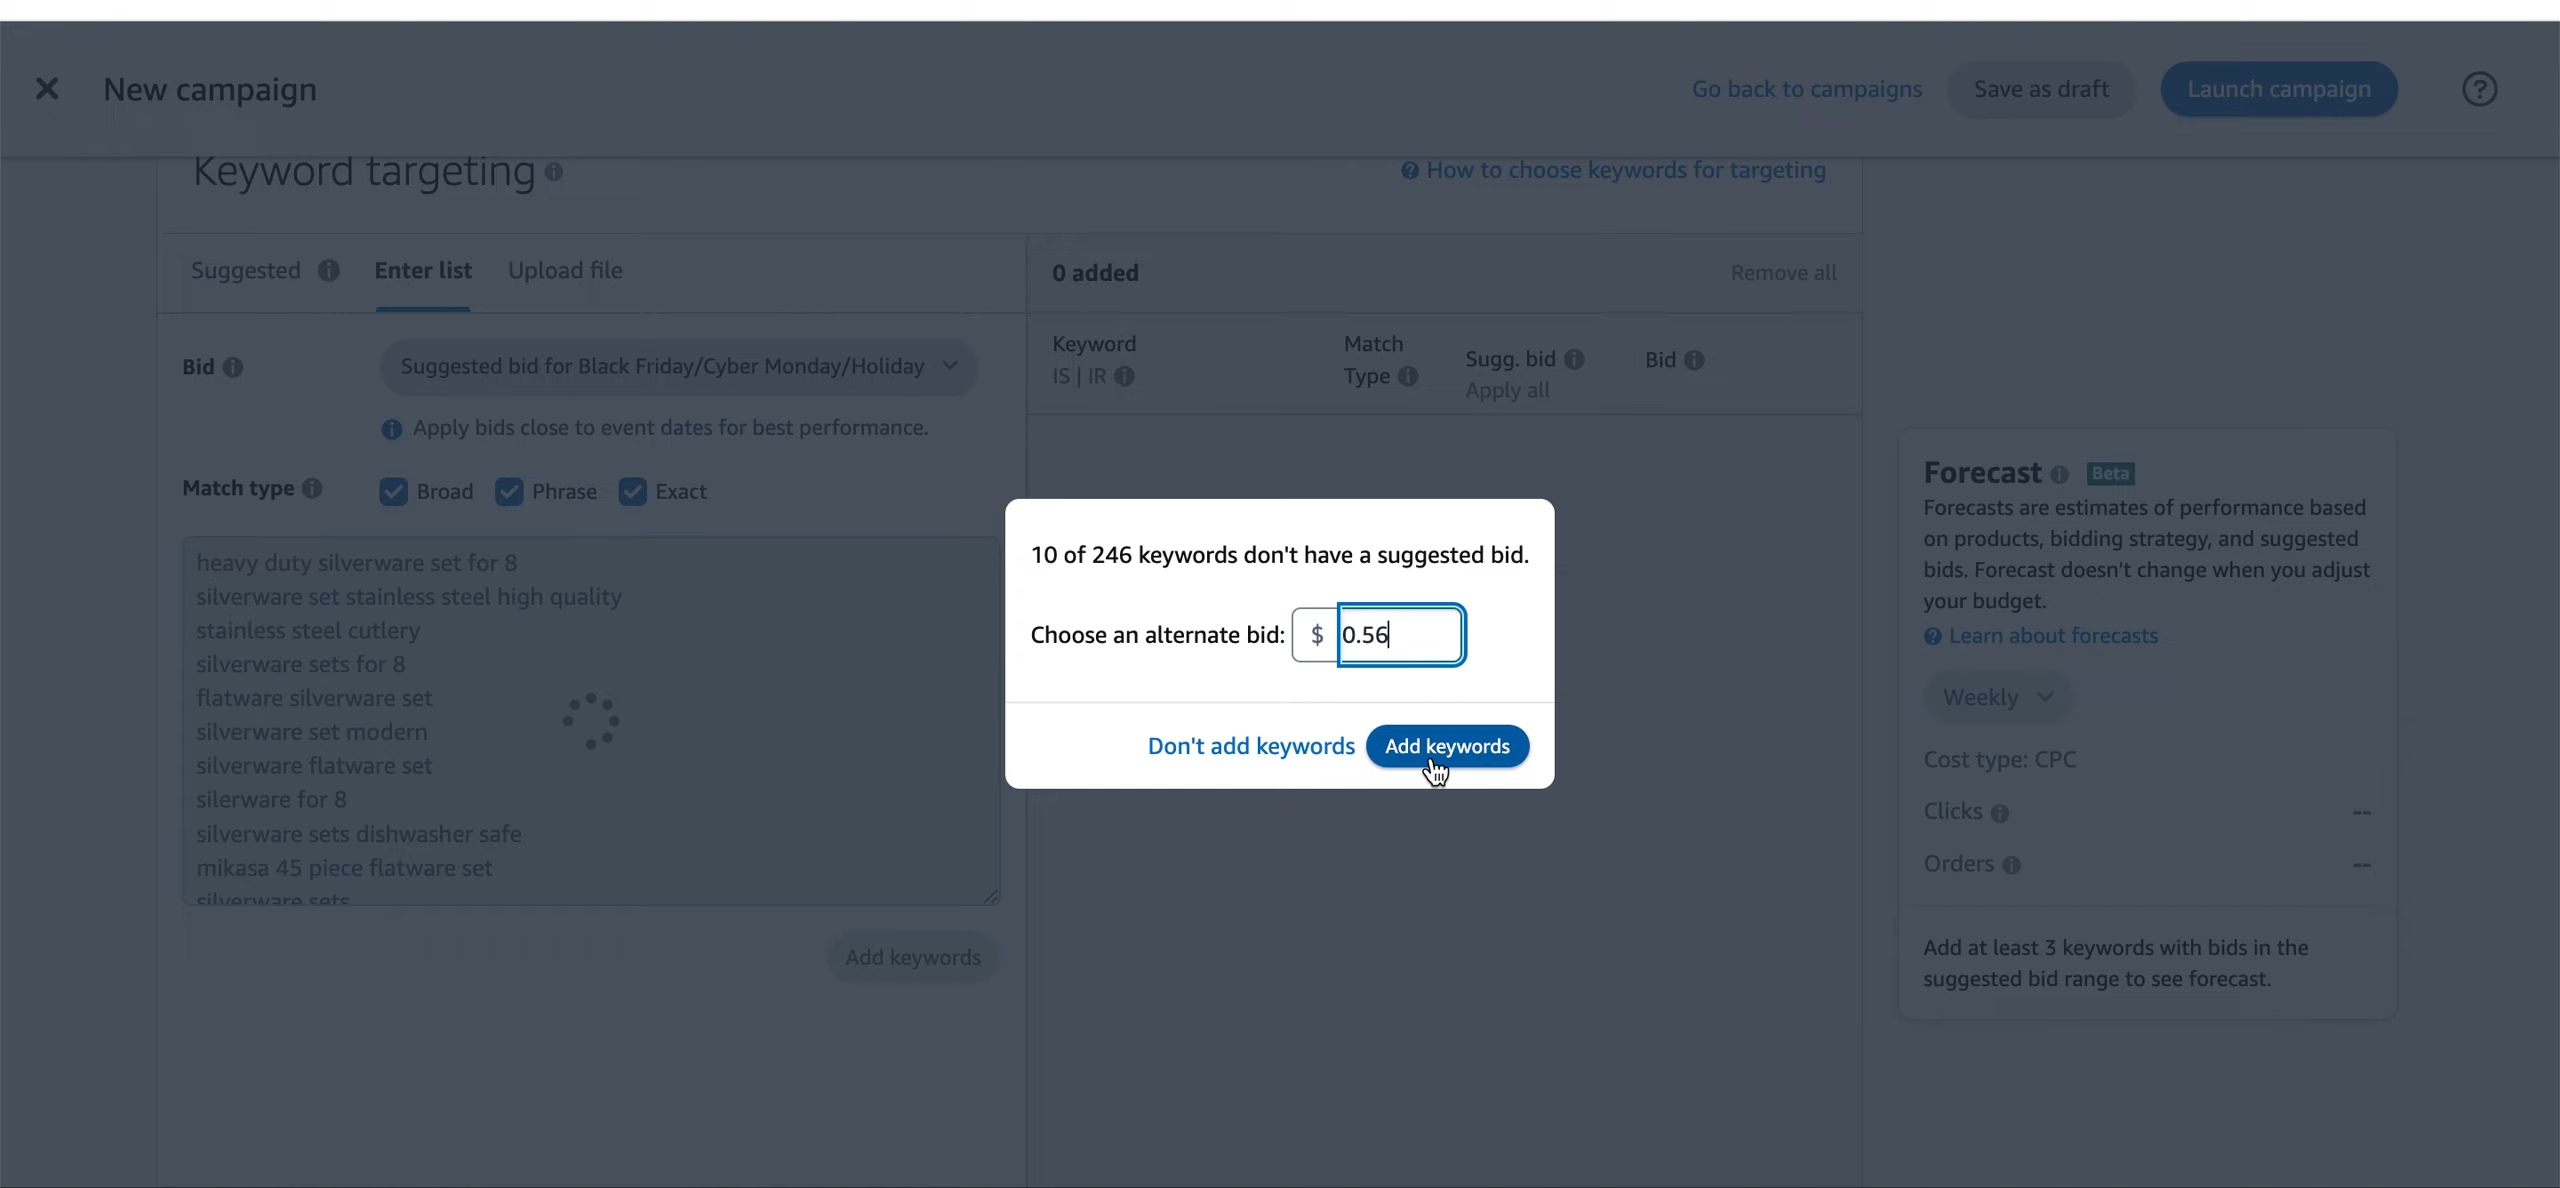 New campaign
Go back to campaigns
Save as draft
Launch campaign
Keyword targeting
How to choose keywords for targeting
Suggested
Enter list
Upload file
0 added
Remove all
Bid
Suggested bid for Black Friday/Cyber Monday/Holiday
Apply bids close to event dates for best performance.
Match type
Broad
Phrase
Exact
Keyword
IS | IR
Match
Type
Sugg. bid
Apply all
Bid
heavy duty silverware set for 8
silverware set stainless steel high quality
stainless steel cutlery
silverware sets for 8
flatware silverware set
silverware set modern
silverware flatware set
silerware for 8
silverware sets dishwasher safe
mikasa 45 piece flatware set
silverware sets
Add keywords
10 of 246 keywords don't have a suggested bid.
Choose an alternate bid: $ 0.56
Don't add keywords
Add keywords
Forecast
Beta
Forecasts are estimates of performance based
on products, bidding strategy, and suggested
bids. Forecast doesn't change when you adjust
your budget.
Learn about forecasts
Weekly
Cost type: CPC
Clicks --
Orders --
Add at least 3 keywords with bids in the
suggested bid range to see forecast.